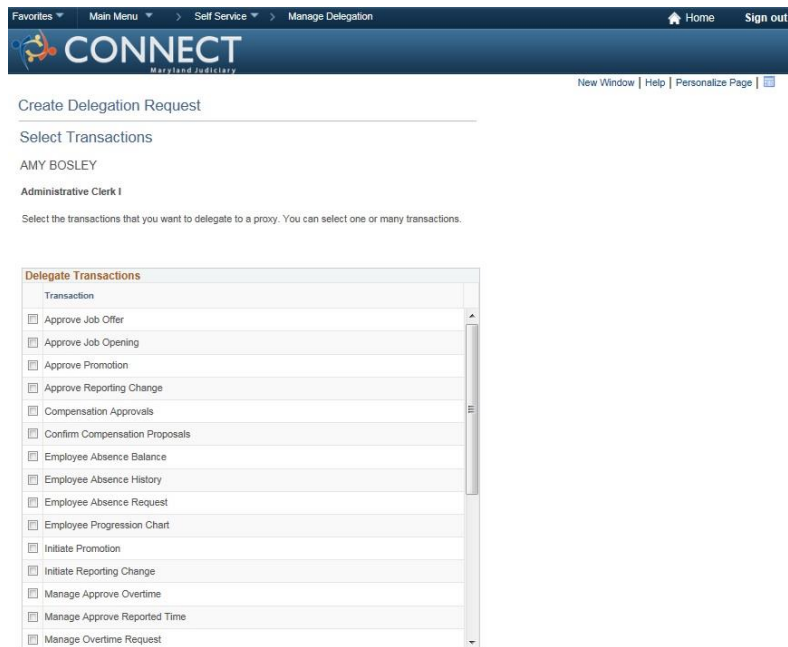 Favorites Main Menu > Self Service > Manage Delegation Home Sign out
CONNECT
Maryland Judiciary
New Window | Help | Personalize Page |
Create Delegation Request
Select Transactions
AMY BOSLEY
Administrative Clerk I
Select the transactions that you want to delegate to a proxy. You can select one or many transactions.
Delegate Transactions
Transaction
Approve Job Offer
Approve Job Opening
Approve Promotion
Approve Reporting Change
Compensation Approvals
Confirm Compensation Proposals
Employee Absence Balance
Employee Absence History
Employee Absence Request
Employee Progression Chart
Initiate Promotion
Initiate Reporting Change
Manage Approve Overtime
Manage Approve Reported Time
Manage Overtime Request